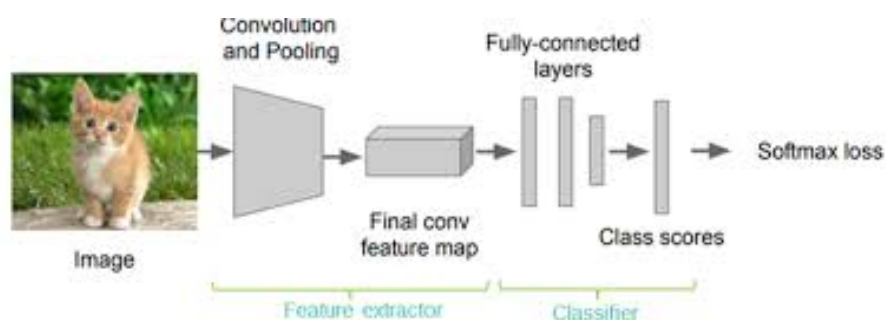 Convolution
and Pooling
Fully-connected
layers
Softmax loss
Final conv
feature map
Class scores
Image
Feature extractor
Classifier